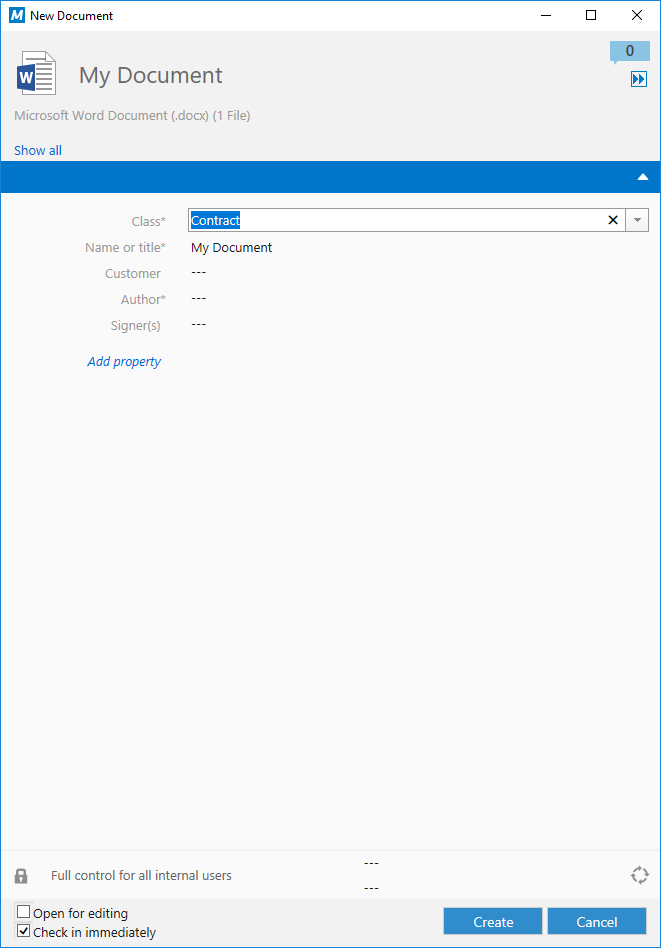 M New Document
0
W My Document
Microsoft Word Document (.docx) (1 File)
Show all
Class* Contract
Name or title* My Document
Customer ---
Author* ---
Signer(s) ---
Add property
---
Full control for all internal users
---
Open for editing
Check in immediately
Create Cancel